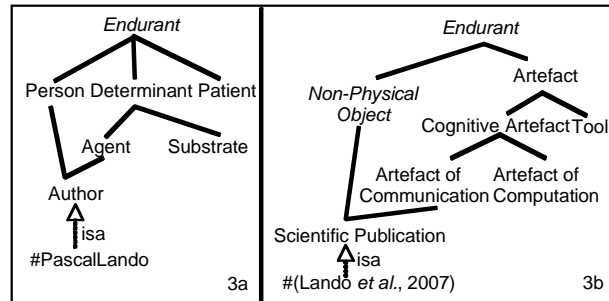 Endurant
Person Determinant Patient
Agent
Substrate
Author
isa
#PascalLando
3a
Endurant
Artefact
Non-Physical
Object
Cognitive Artefact Tool
Artefact of
Communication
Artefact of
Computation
Scientific Publication
isa
#(Lando et al., 2007)
3b